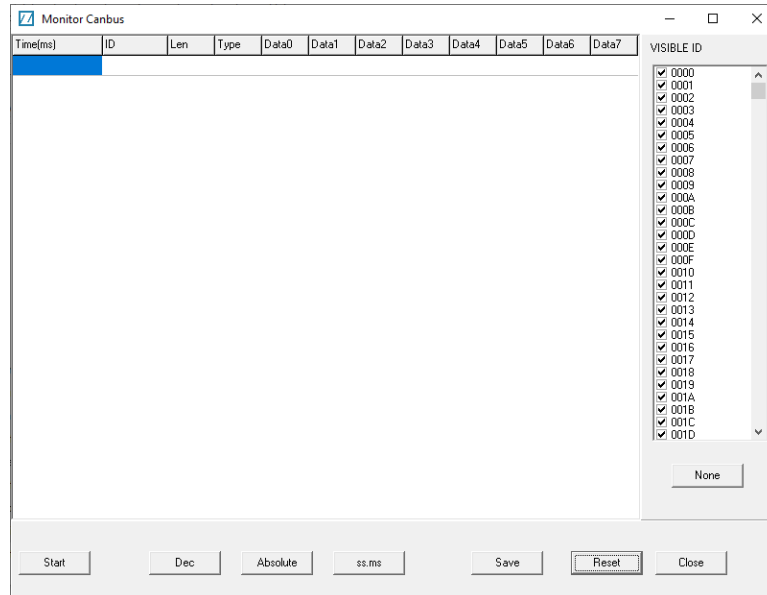 Monitor Canbus
Time(ms) ID Len Type Data0 Data1 Data2 Data3 Data4 Data5 Data6 Data7
VISIBLE ID
0000
0001
0002
0003
0004
0005
0006
0007
0008
0009
000A
000B
000C
000D
000E
000F
0010
0011
0012
0013
0014
0015
0016
0017
0018
0019
001A
001B
001C
001D
None
Start Dec Absolute ss.ms Save Reset Close